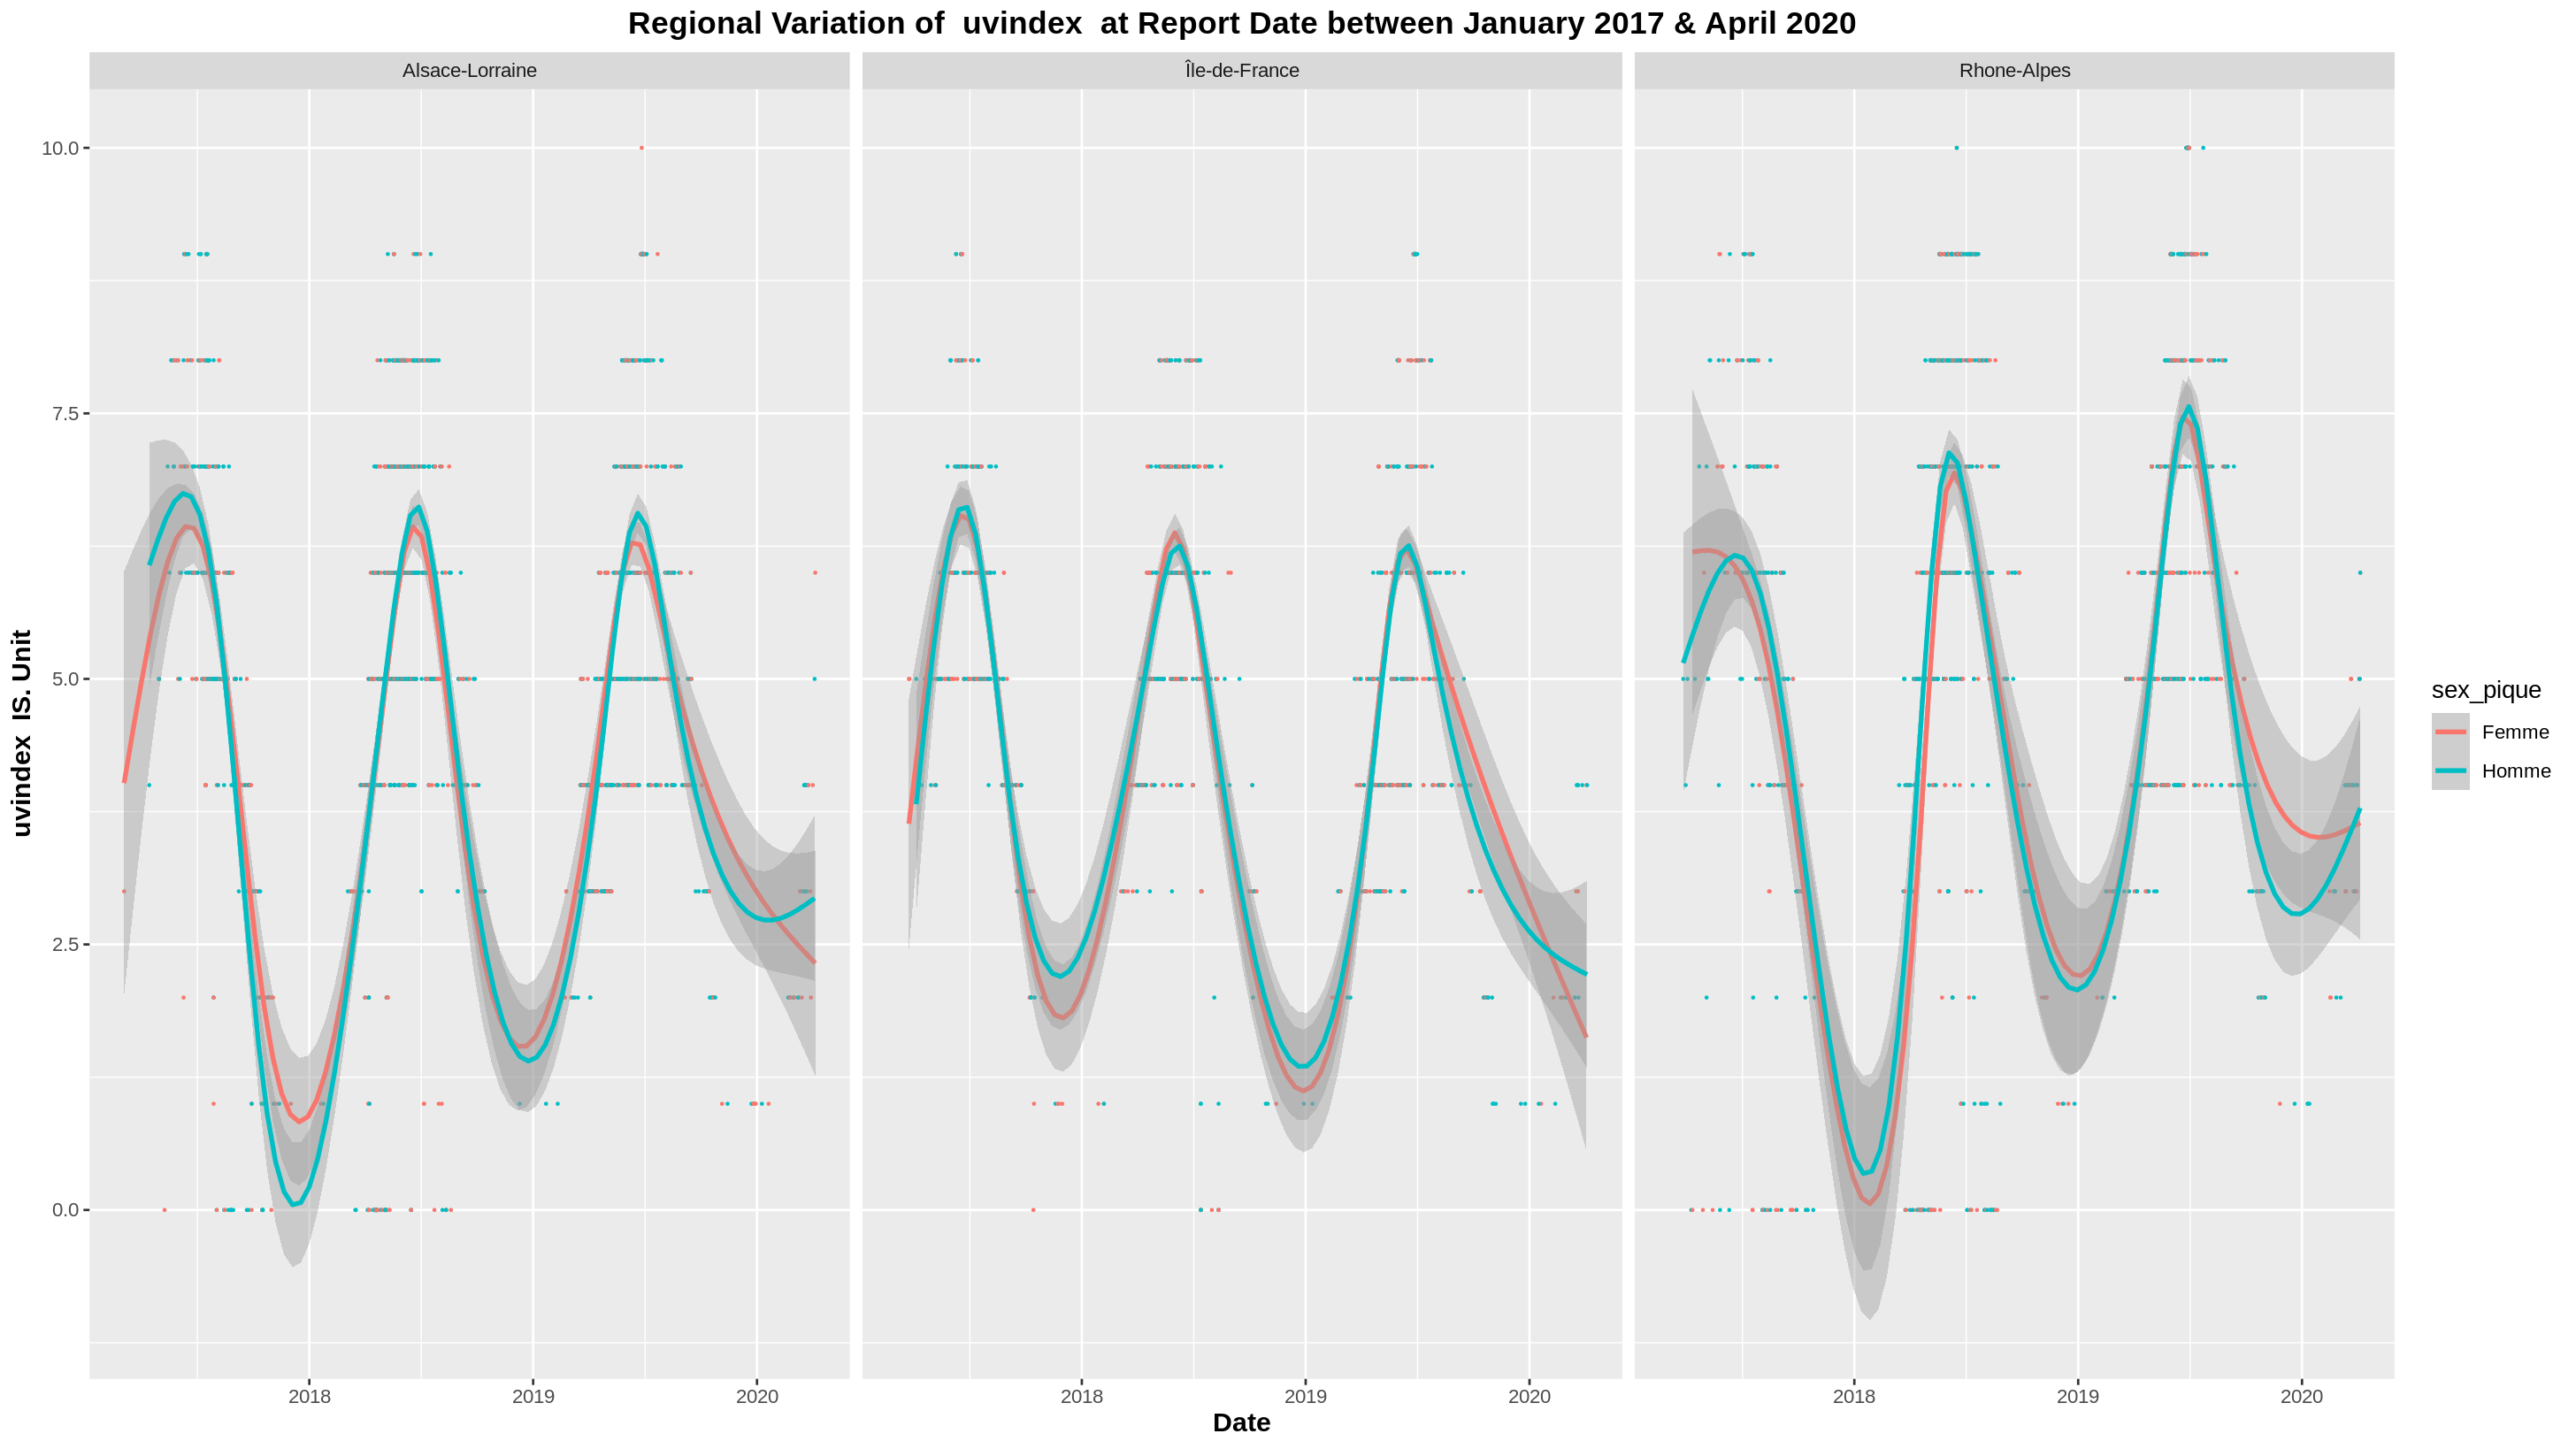 Regional Variation of  uvindex  at Report Date between January 2017 & April 2020
Alsace-Lorraine
Île-de-France
Rhone-Alpes
uvindex  IS. Unit
10.0
7.5
5.0
2.5
0.0
2018
2019
2020
2018
2019
2020
2018
2019
2020
Date
sex_pique
Femme
Homme